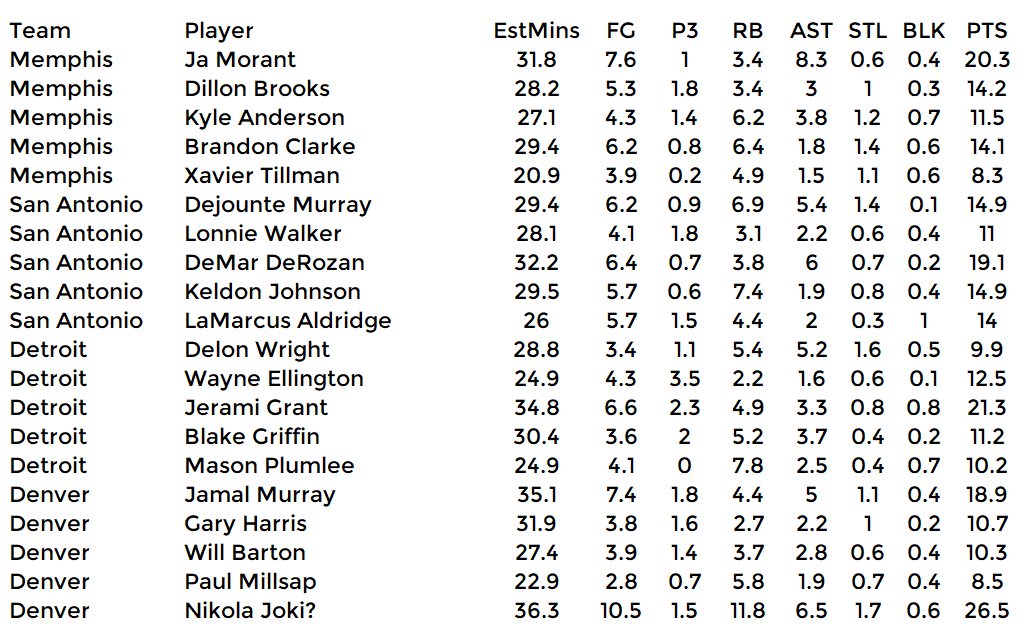 Team Player EstMins FG P3 RB AST STL BLK PTS
Memphis Ja Morant 31.8 7.6 1 3.4 8.3 0.6 0.4 20.3
Memphis Dillon Brooks 28.2 5.3 1.8 3.4 3 1 0.3 14.2
Memphis Kyle Anderson 27.1 4.3 1.4 6.2 3.8 1.2 0.7 11.5
Memphis Brandon Clarke 29.4 6.2 0.8 6.4 1.8 1.4 0.6 14.1
Memphis Xavier Tillman 20.9 3.9 0.2 4.9 1.5 1.1 0.6 8.3
San Antonio Dejounte Murray 29.4 6.2 0.9 6.9 5.4 1.4 0.1 14.9
San Antonio Lonnie Walker 28.1 4.1 1.8 3.1 2.2 0.6 0.4 11
San Antonio DeMar DeRozan 32.2 6.4 0.7 3.8 6 0.7 0.2 19.1
San Antonio Keldon Johnson 29.5 5.7 0.6 7.4 1.9 0.8 0.4 14.9
San Antonio LaMarcus Aldridge 26 5.7 1.5 4.4 2 0.3 1 14
Detroit Delon Wright 28.8 3.4 1.1 5.4 5.2 1.6 0.5 9.9
Detroit Wayne Ellington 24.9 4.3 3.5 2.2 1.6 0.6 0.1 12.5
Detroit Jerami Grant 34.8 6.6 2.3 4.9 3.3 0.8 0.8 21.3
Detroit Blake Griffin 30.4 3.6 2 5.2 3.7 0.4 0.2 11.2
Detroit Mason Plumlee 24.9 4.1 0 7.8 2.5 0.4 0.7 10.2
Denver Jamal Murray 35.1 7.4 1.8 4.4 5 1.1 0.4 18.9
Denver Gary Harris 31.9 3.8 1.6 2.7 2.2 1 0.2 10.7
Denver Will Barton 27.4 3.9 1.4 3.7 2.8 0.6 0.4 10.3
Denver Paul Millsap 22.9 2.8 0.7 5.8 1.9 0.7 0.4 8.5
Denver Nikola Joki? 36.3 10.5 1.5 11.8 6.5 1.7 0.6 26.5